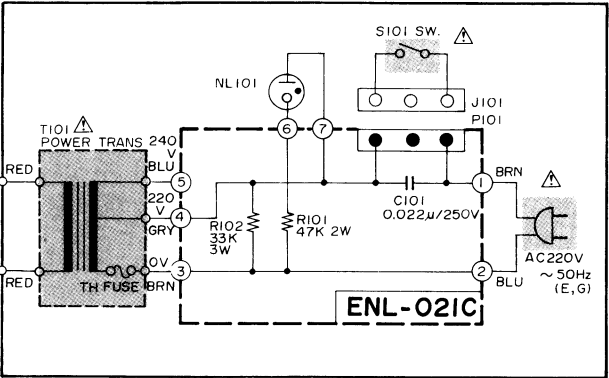 S101 SW.
NL101
J101
P101
6
7
T101
POWER TRANS
240
V
BLU
RED
5
220
V
4
GRY
1
BRN
C101
0.022µ/250V
R102
33K
3W
R101
47K 2W
0V
3
2
RED
TH FUSE
BRN
BLU
AC220V
~ 50Hz
(E,G)
ENL-021C